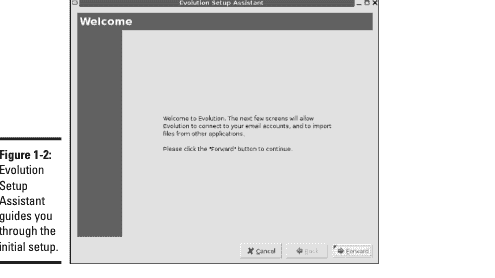 Evolution Setup Assistant
Welcome
Welcome to Evolution. The next few screens will allow
Evolution to connect to your email accounts, and to import
files from other applications.
Please click the "Forward" button to continue.
Cancel
Back
Forward
Figure 1-2:
Evolution
Setup
Assistant
guides you
through the
initial setup.